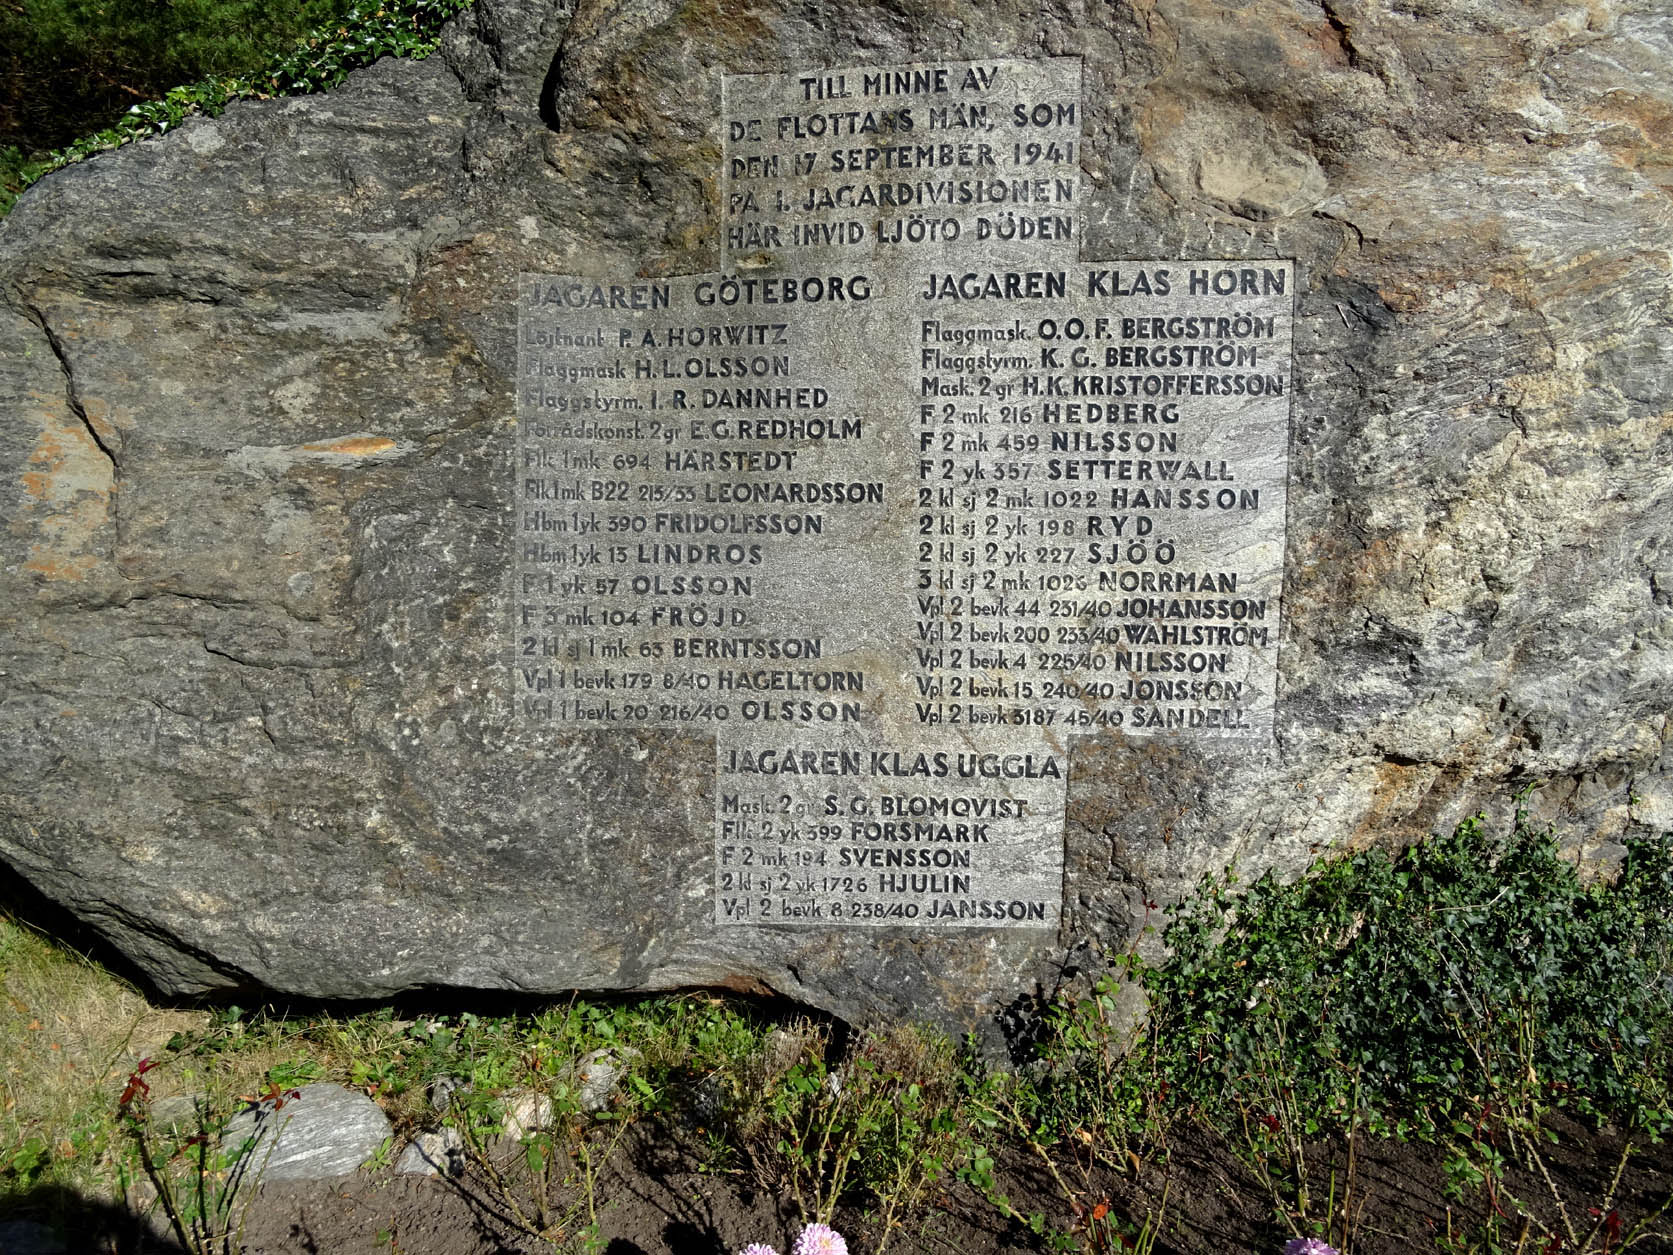 TILL MINNE AV
DE FLOTTANS MÄN, SOM
DEN 17 SEPTEMBER 1941
PÅ 1. JAGARDIVISIONEN
HÄR INVID LJÖTO DÖDEN
JAGAREN GÖTEBORG
Löjtnant P. A. HORWITZ
Flaggmask H. L. OLSSON
Flaggstyrm. I. R. DANNHED
Förrådskonst. 2 gr E. G. REDHOLM
Flk 1 mk 694 HÄRSTEDT
Flk 1 mk B22 215/33 LEONARDSSON
Hbm 1 yk 390 FRIDOLFSSON
Hbm 1 yk 13 LINDROS
F 1 yk 57 OLSSON
F 3 mk 104 FRÖJD
2 kl sj 1 mk 63 BERNTSSON
Vpl 1 bevk 179 8/40 HAGELTORN
Vpl 1 bevk 20 216/40 OLSSON
JAGAREN KLAS HORN
Flaggmask. O. O. F. BERGSTRÖM
Flaggstyrm. K. G. BERGSTRÖM
Mask. 2 gr H. K. KRISTOFFERSSON
F 2 mk 216 HEDBERG
F 2 mk 459 NILSSON
F 2 yk 357 SETTERWALL
2 kl sj 2 mk 1022 HANSSON
2 kl sj 2 yk 198 RYD
2 kl sj 2 yk 227 SJÖÖ
3 kl sj 2 mk 1026 NORRMAN
Vpl 2 bevk 44 231/40 JOHANSSON
Vpl 2 bevk 200 233/40 WAHLSTRÖM
Vpl 2 bevk 4 225/40 NILSSON
Vpl 2 bevk 15 240/40 JONSSON
Vpl 2 bevk 3187 45/40 SANDELL
JAGAREN KLAS UGGLA
Mask. 2 gr S. G. BLOMQVIST
Flk 2 yk 399 FORSMARK
F 2 mk 194 SVENSSON
2 kl sj 2 yk 1726 HJULIN
Vpl 2 bevk 8 238/40 JANSSON